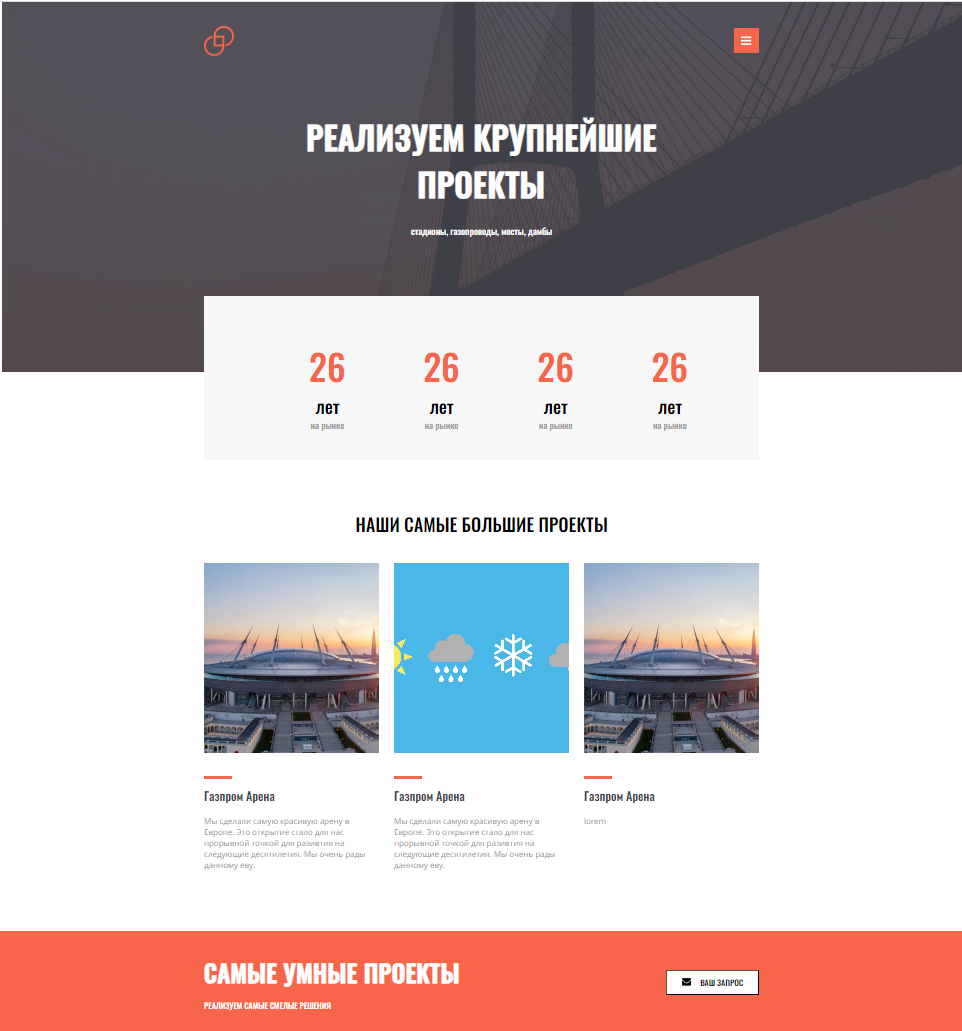 РЕАЛИЗУЕМ КРУПНЕЙШИЕ
ПРОЕКТЫ
стадионы, газопроводы, мосты, дамбы
26 26 26 26
лет лет лет лет
на рынке на рынке на рынке на рынке
НАШИ САМЫЕ БОЛЬШИЕ ПРОЕКТЫ
Газпром Арена
Мы сделали самую красивую арену в
Европе. Это открытие стало для нас
прорывной точкой для разивтия на
следующие десятилетия. Мы очень рады
данному еву.
Газпром Арена
Мы сделали самую красивую арену в
Европе. Это открытие стало для нас
прорывной точкой для разивтия на
следующие десятилетия. Мы очень рады
данному еву.
Газпром Арена
lorem
САМЫЕ УМНЫЕ ПРОЕКТЫ
РЕАЛИЗУЕМ САМЫЕ СМЕЛЫЕ РЕШЕНИЯ
ВАШ ЗАПРОС